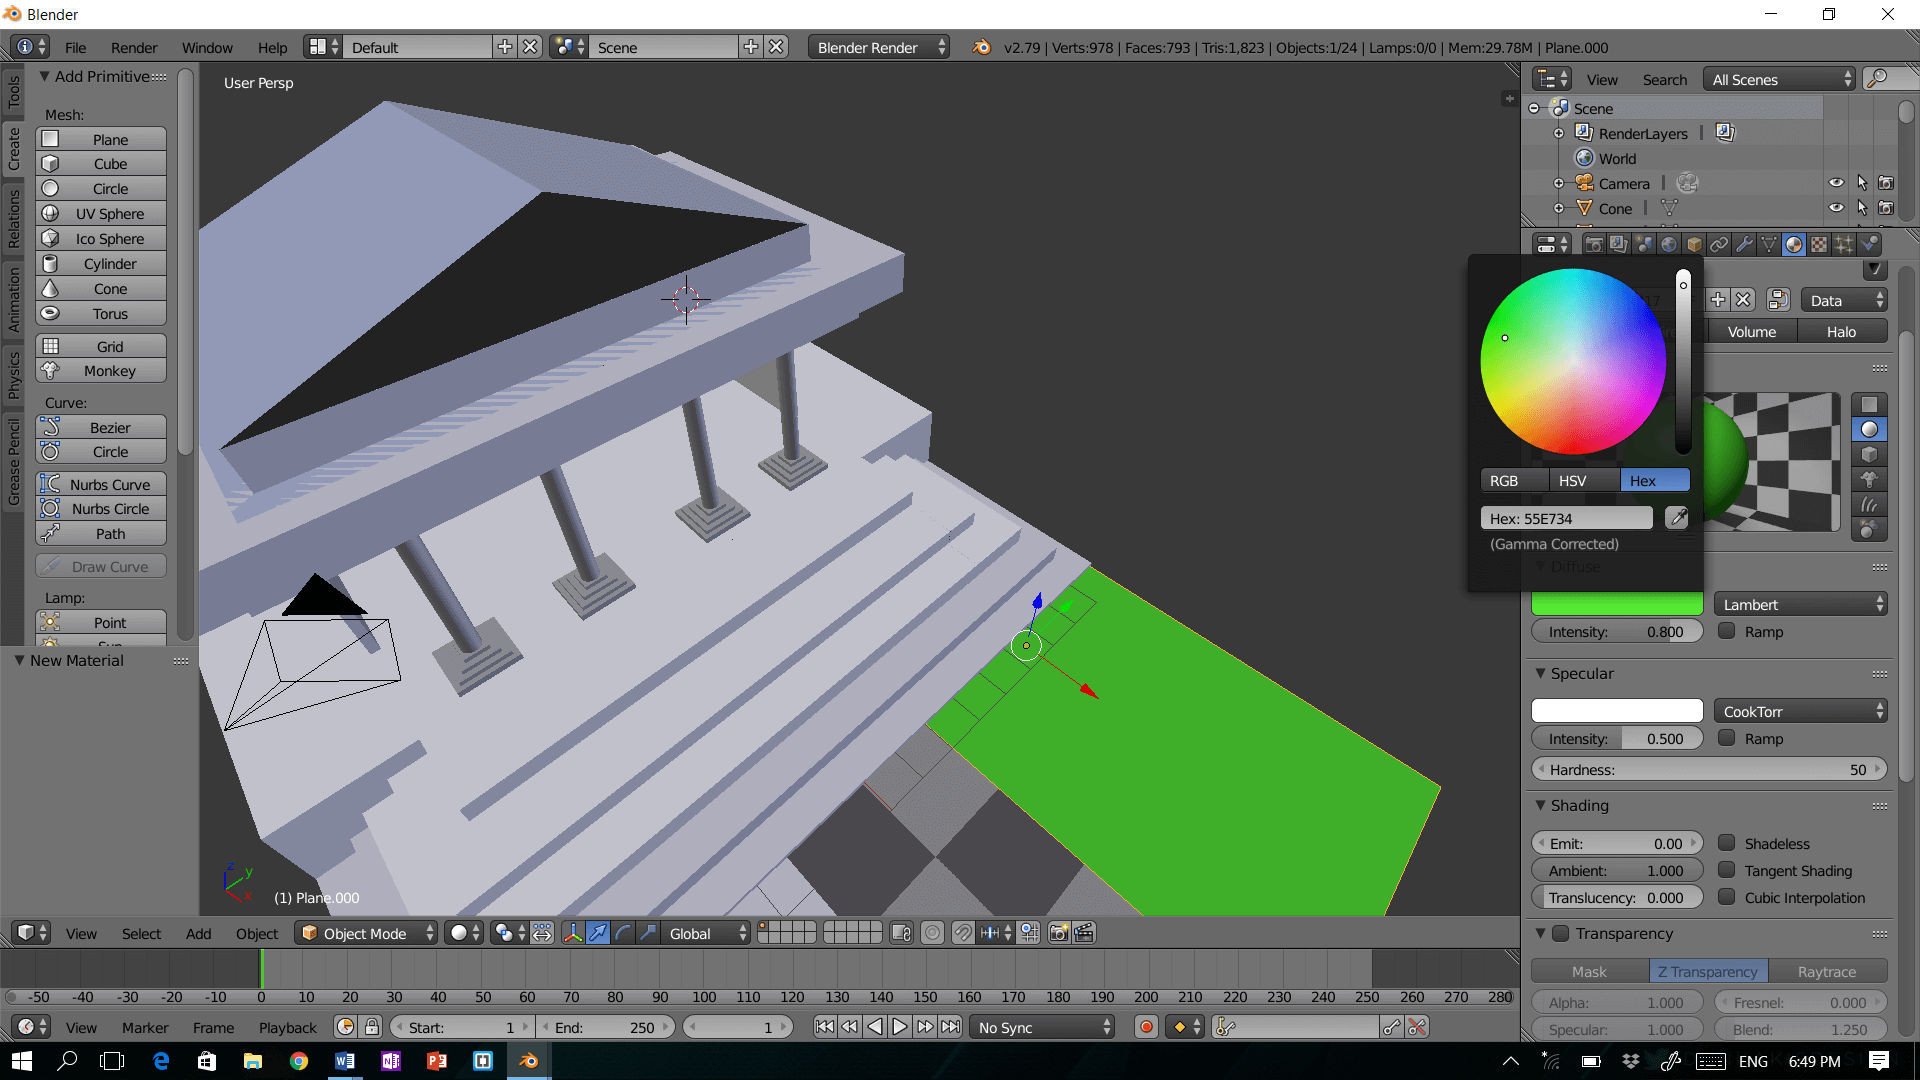 Blender
File Render Window Help Default Scene Blender Render v2.79 | Verts:978 | Faces:793 | Tris:1,823 | Objects:1/24 | Lamps:0/0 | Mem:29.78M | Plane.000
Tools
Create
Relations
Animation
Physics
Grease Pencil
Add Primitive
Mesh:
Plane
Cube
Circle
UV Sphere
Ico Sphere
Cylinder
Cone
Torus
Grid
Monkey
Curve:
Bezier
Circle
Nurbs Curve
Nurbs Circle
Path
Draw Curve
Lamp:
Point
Sun
New Material
User Persp
z
y
x
(1) Plane.000
View Search All Scenes
Scene
RenderLayers |
World
Camera |
Cone |
17 Data
Volume Halo
RGB HSV Hex
Hex: 55E734
(Gamma Corrected)
Diffuse
Lambert
Intensity: 0.800 Ramp
Specular
CookTorr
Intensity: 0.500 Ramp
Hardness: 50
Shading
Emit: 0.00 Shadeless
Ambient: 1.000 Tangent Shading
Translucency: 0.000 Cubic Interpolation
Transparency
Mask Z Transparency Raytrace
Alpha: 1.000 Fresnel: 0.000
Specular: 1.000 Blend: 1.250
View Select Add Object Object Mode Global
-50 -40 -30 -20 -10 0 10 20 30 40 50 60 70 80 90 100 110 120 130 140 150 160 170 180 190 200 210 220 230 240 250 260 270 280
View Marker Frame Playback Start: 1 End: 250 1 No Sync
ENG 6:49 PM